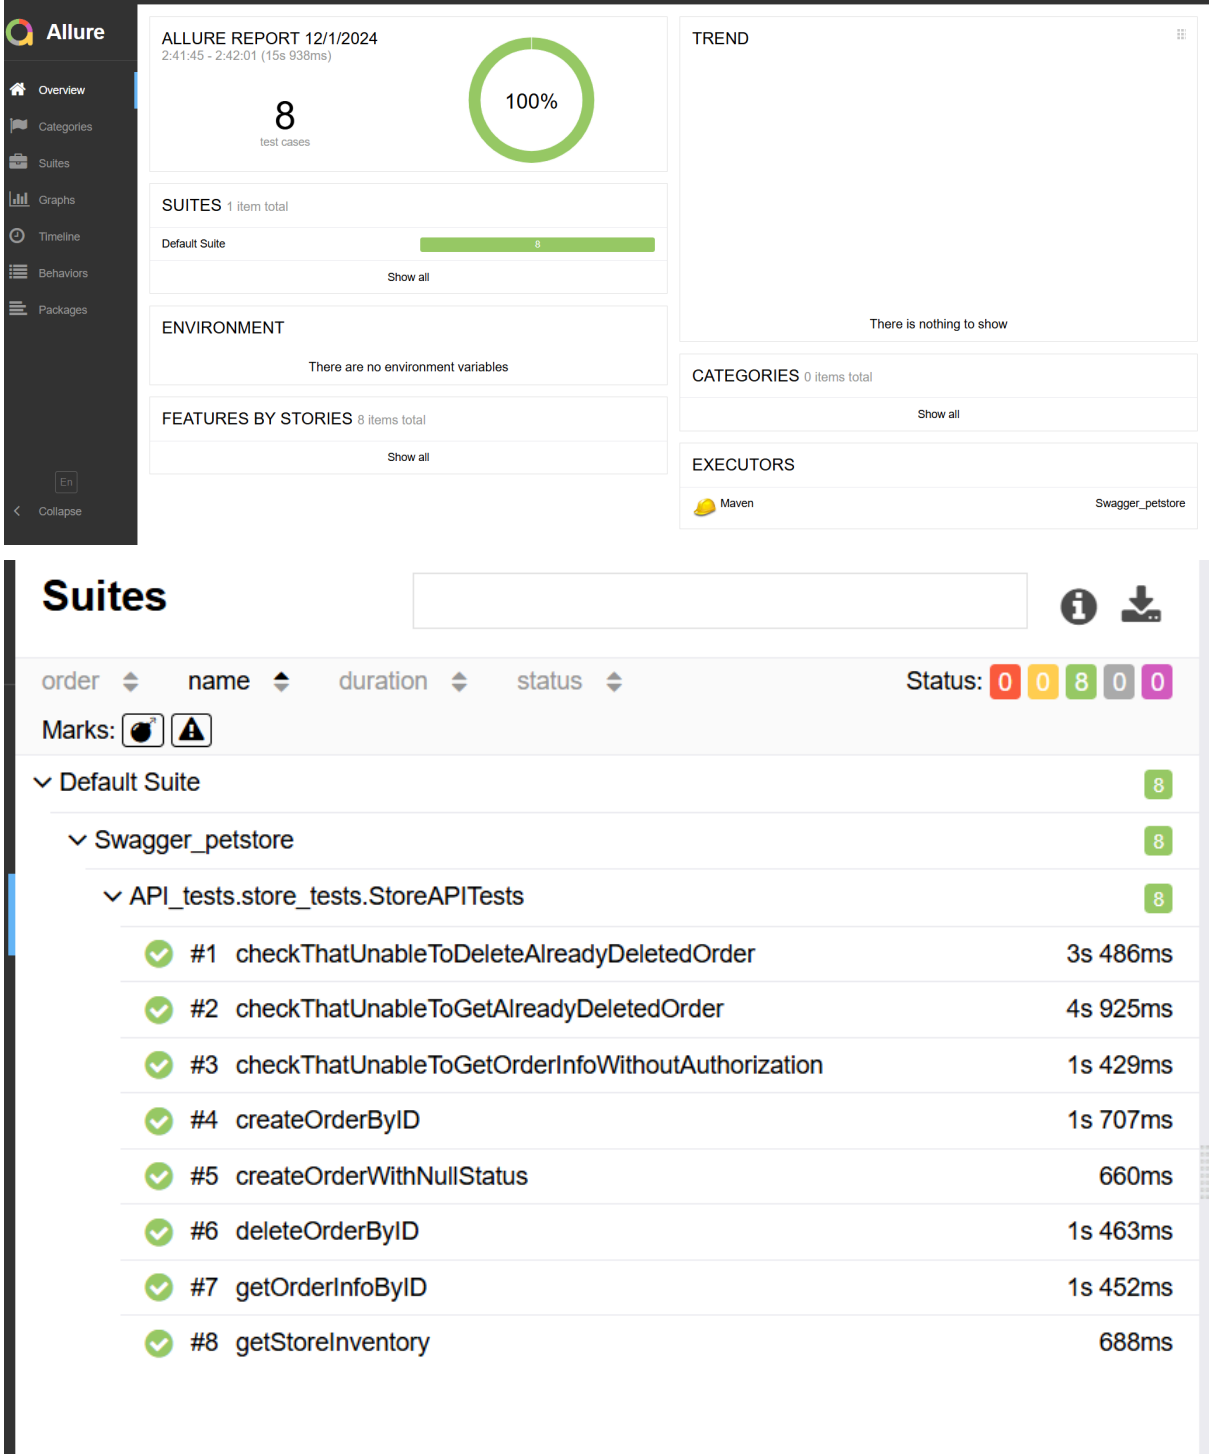 Allure
Overview
Categories
Suites
Graphs
Timeline
Behaviors
Packages
En
Collapse
ALLURE REPORT 12/1/2024
2:41:45 - 2:42:01 (15s 938ms)
8
test cases
100%
SUITES 1 item total
Default Suite 8
Show all
ENVIRONMENT
There are no environment variables
FEATURES BY STORIES 8 items total
Show all
TREND
There is nothing to show
CATEGORIES 0 items total
Show all
EXECUTORS
Maven Swagger_petstore
Suites
order name duration status Status: 0 0 8 0 0
Marks:
Default Suite 8
Swagger_petstore 8
API_tests.store_tests.StoreAPITests 8
#1 checkThatUnableToDeleteAlreadyDeletedOrder 3s 486ms
#2 checkThatUnableToGetAlreadyDeletedOrder 4s 925ms
#3 checkThatUnableToGetOrderInfoWithoutAuthorization 1s 429ms
#4 createOrderByID 1s 707ms
#5 createOrderWithNullStatus 660ms
#6 deleteOrderByID 1s 463ms
#7 getOrderInfoByID 1s 452ms
#8 getStoreInventory 688ms